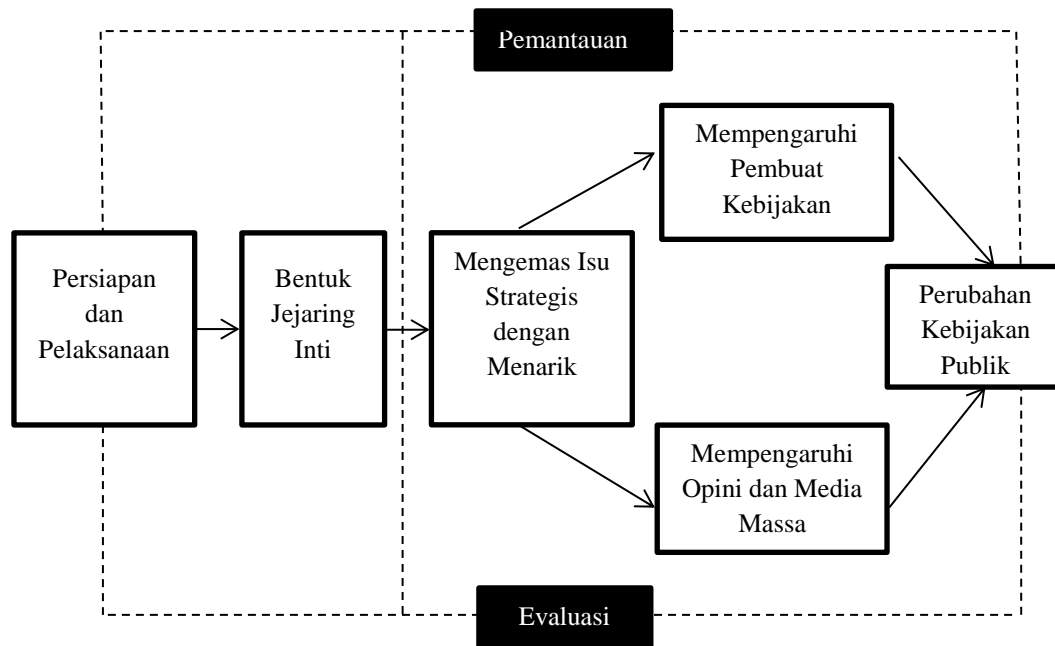 Pemantauan
Persiapan
dan
Pelaksanaan
Bentuk
Jejaring
Inti
Mengemas Isu
Strategis
dengan
Menarik
Mempengaruhi
Pembuat
Kebijakan
Mempengaruhi
Opini dan Media
Massa
Perubahan
Kebijakan
Publik
Evaluasi